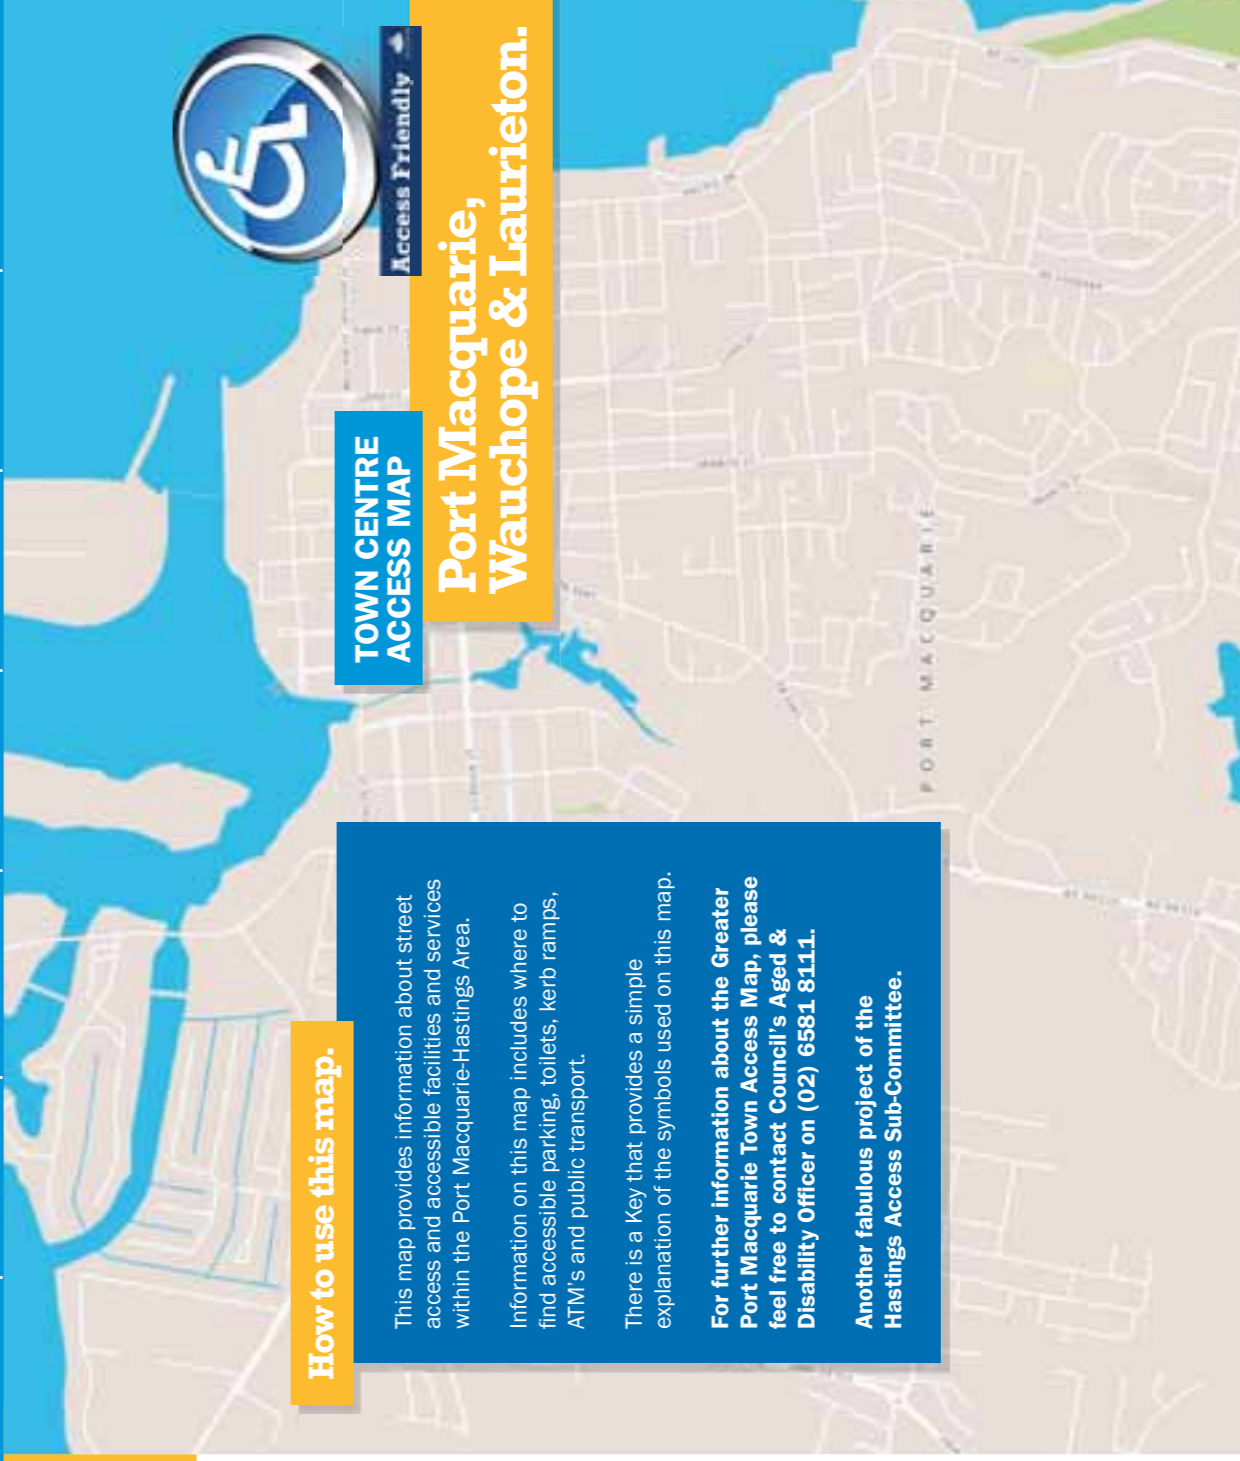 Access Friendly
TOWN CENTRE
ACCESS MAP
Port Macquarie,
Wauchope & Laurieton.
How to use this map.
This map provides information about street
access and accessible facilities and services
within the Port Macquarie-Hastings Area.
Information on this map includes where to
find accessible parking, toilets, kerb ramps,
ATM's and public transport.
There is a Key that provides a simple
explanation of the symbols used on this map.
For further information about the Greater
Port Macquarie Town Access Map, please
feel free to contact Council's Aged &
Disability Officer on (02) 6581 8111.
Another fabulous project of the
Hastings Access Sub-Committee.
PORT MACQUARIE